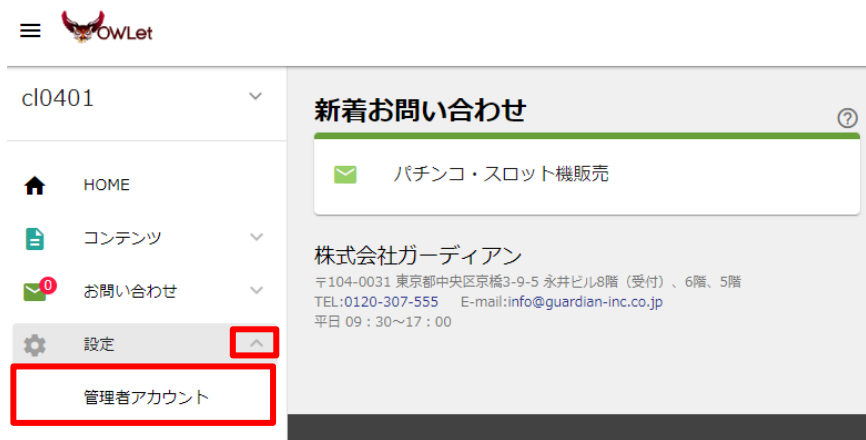 OWLet
cl0401
HOME
コンテンツ
0
お問い合わせ
設定
管理者アカウント
新着お問い合わせ
?
パチンコ・スロット機販売
株式会社ガーディアン
〒104-0031 東京都中央区京橋3-9-5 永井ビル8階（受付）、6階、5階
TEL:0120-307-555 E-mail:info@guardian-inc.co.jp
平日 09：30～17：00